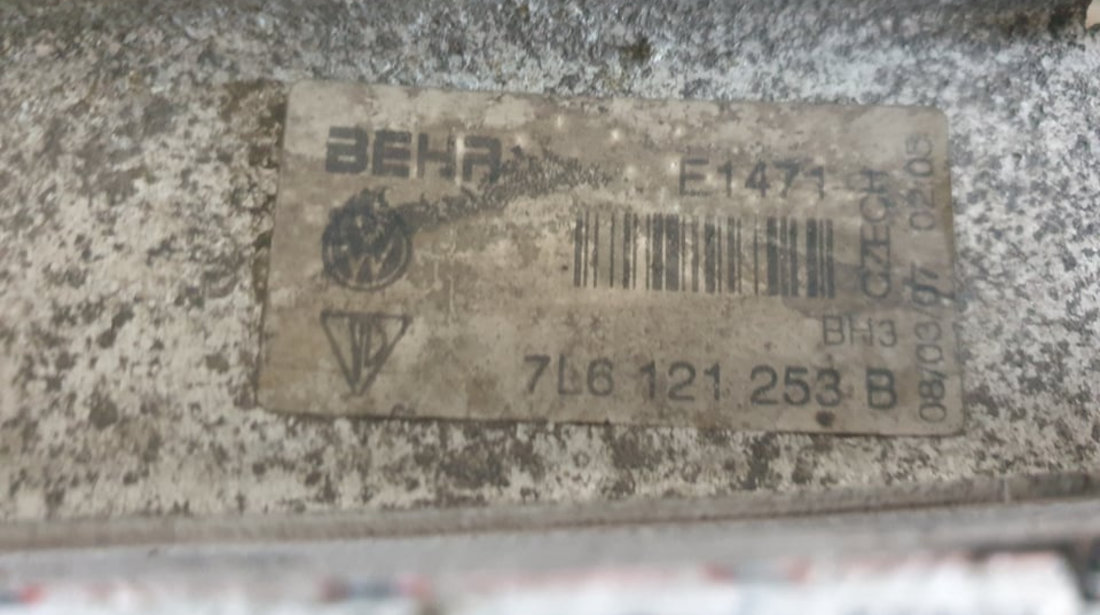 BEHR
E1471
CZECH
08/03/07 02:05
BH3
7L6 121 253 B